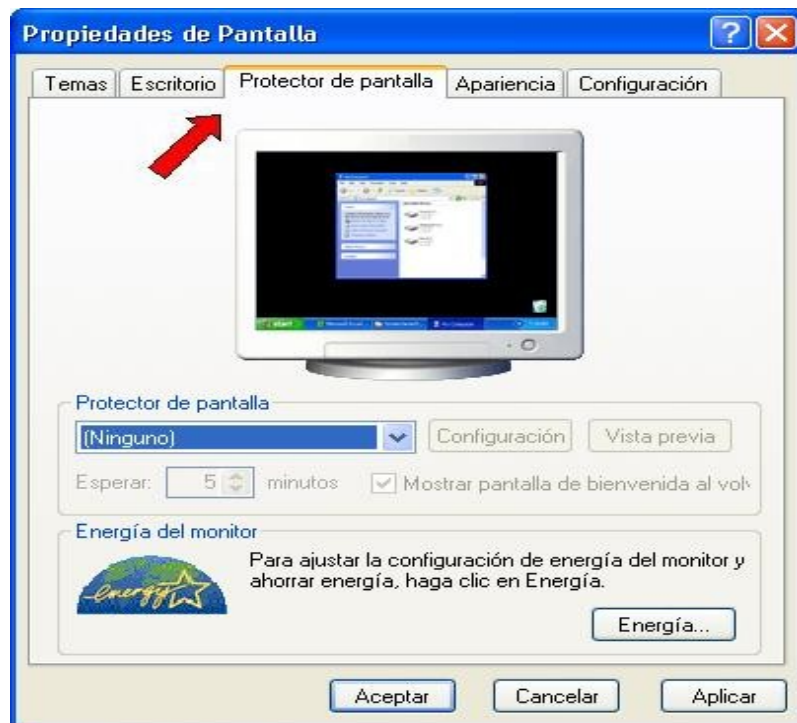 Propiedades de Pantalla
Temas Escritorio Protector de pantalla Apariencia Configuración
Protector de pantalla
(Ninguno) Configuración Vista previa
Esperar: 5 minutos Mostrar pantalla de bienvenida al volv
Energía del monitor
energy
Para ajustar la configuración de energía del monitor y
ahorrar energía, haga clic en Energía.
Energía...
Aceptar Cancelar Aplicar